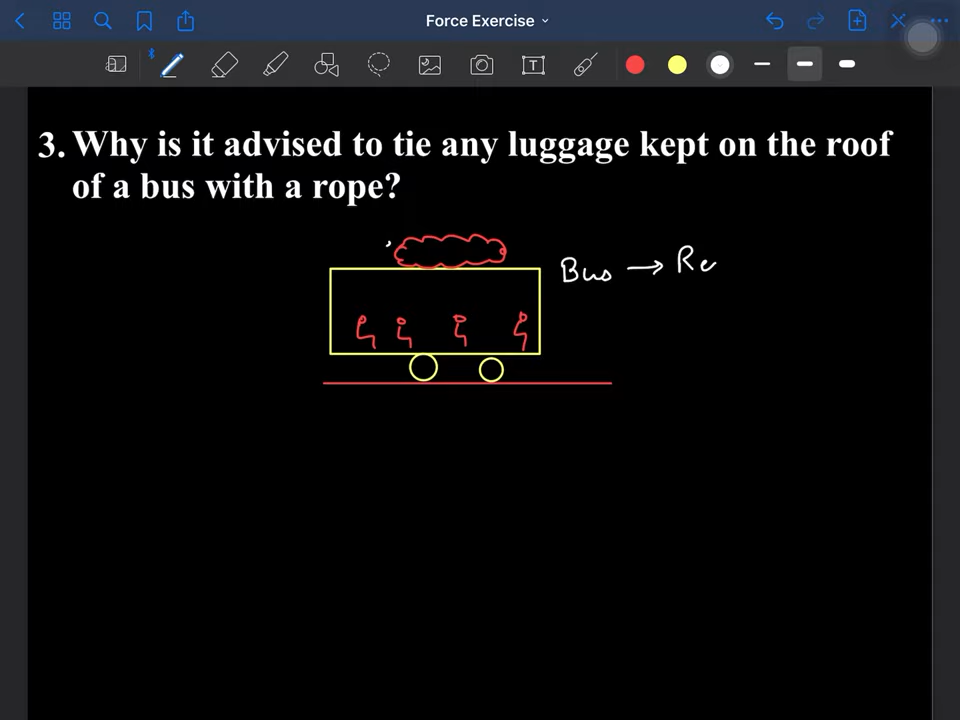 Force Exercise
3. Why is it advised to tie any luggage kept on the roof
of a bus with a rope?
Bus → Re